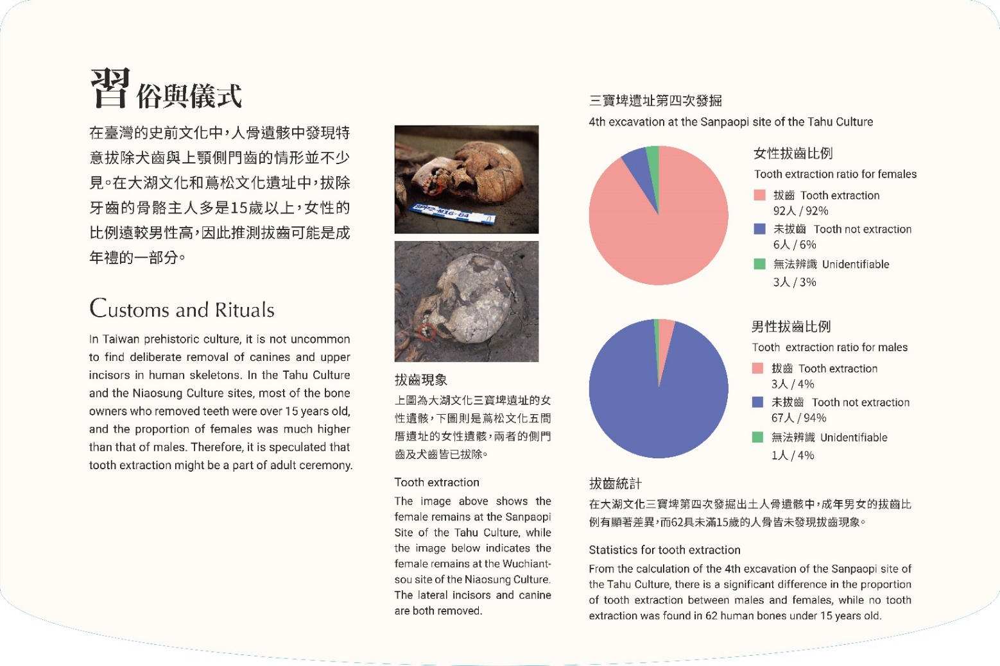 習俗與儀式
在臺灣的史前文化中，人骨遺骸中發現特
意拔除犬齒與上顎側門齒的情形並不少
見。在大湖文化和蔦松文化遺址中，拔除
牙齒的骨骼主人多是15歲以上，女性的
比例遠較男性高，因此推測拔齒可能是成
年禮的一部分。
Customs and Rituals
In Taiwan prehistoric culture, it is not uncommon
to find deliberate removal of canines and upper
incisors in human skeletons. In the Tahu Culture
and the Niaosung Culture sites, most of the bone
owners who removed teeth were over 15 years old,
and the proportion of females was much higher
than that of males. Therefore, it is speculated that
tooth extraction might be a part of adult ceremony.
SPP2-M16-B4
拔齒現象
上圖為大湖文化三寶埤遺址的女
性遺骸，下圖則是蔦松文化五間
厝遺址的女性遺骸，兩者的側門
齒及犬齒皆已拔除。
Tooth extraction
The image above shows the
female remains at the Sanpaopi
Site of the Tahu Culture, while
the image below indicates the
female remains at the Wuchiant-
sou site of the Niaosung Culture.
The lateral incisors and canine
are both removed.
三寶埤遺址第四次發掘
4th excavation at the Sanpaopi site of the Tahu Culture
女性拔齒比例
Tooth extraction ratio for females
拔齒 Tooth extraction
92人 / 92%
未拔齒 Tooth not extraction
6人 / 6%
無法辨識 Unidentifiable
3人 / 3%
男性拔齒比例
Tooth extraction ratio for males
拔齒 Tooth extraction
3人 / 4%
未拔齒 Tooth not extraction
67人 / 94%
無法辨識 Unidentifiable
1人 / 4%
拔齒統計
在大湖文化三寶埤第四次發掘出土人骨遺骸中，成年男女的拔齒比
例有顯著差異，而62具未滿15歲的人骨皆未發現拔齒現象。
Statistics for tooth extraction
From the calculation of the 4th excavation of the Sanpaopi site of
the Tahu Culture, there is a significant difference in the proportion
of tooth extraction between males and females, while no tooth
extraction was found in 62 human bones under 15 years old.